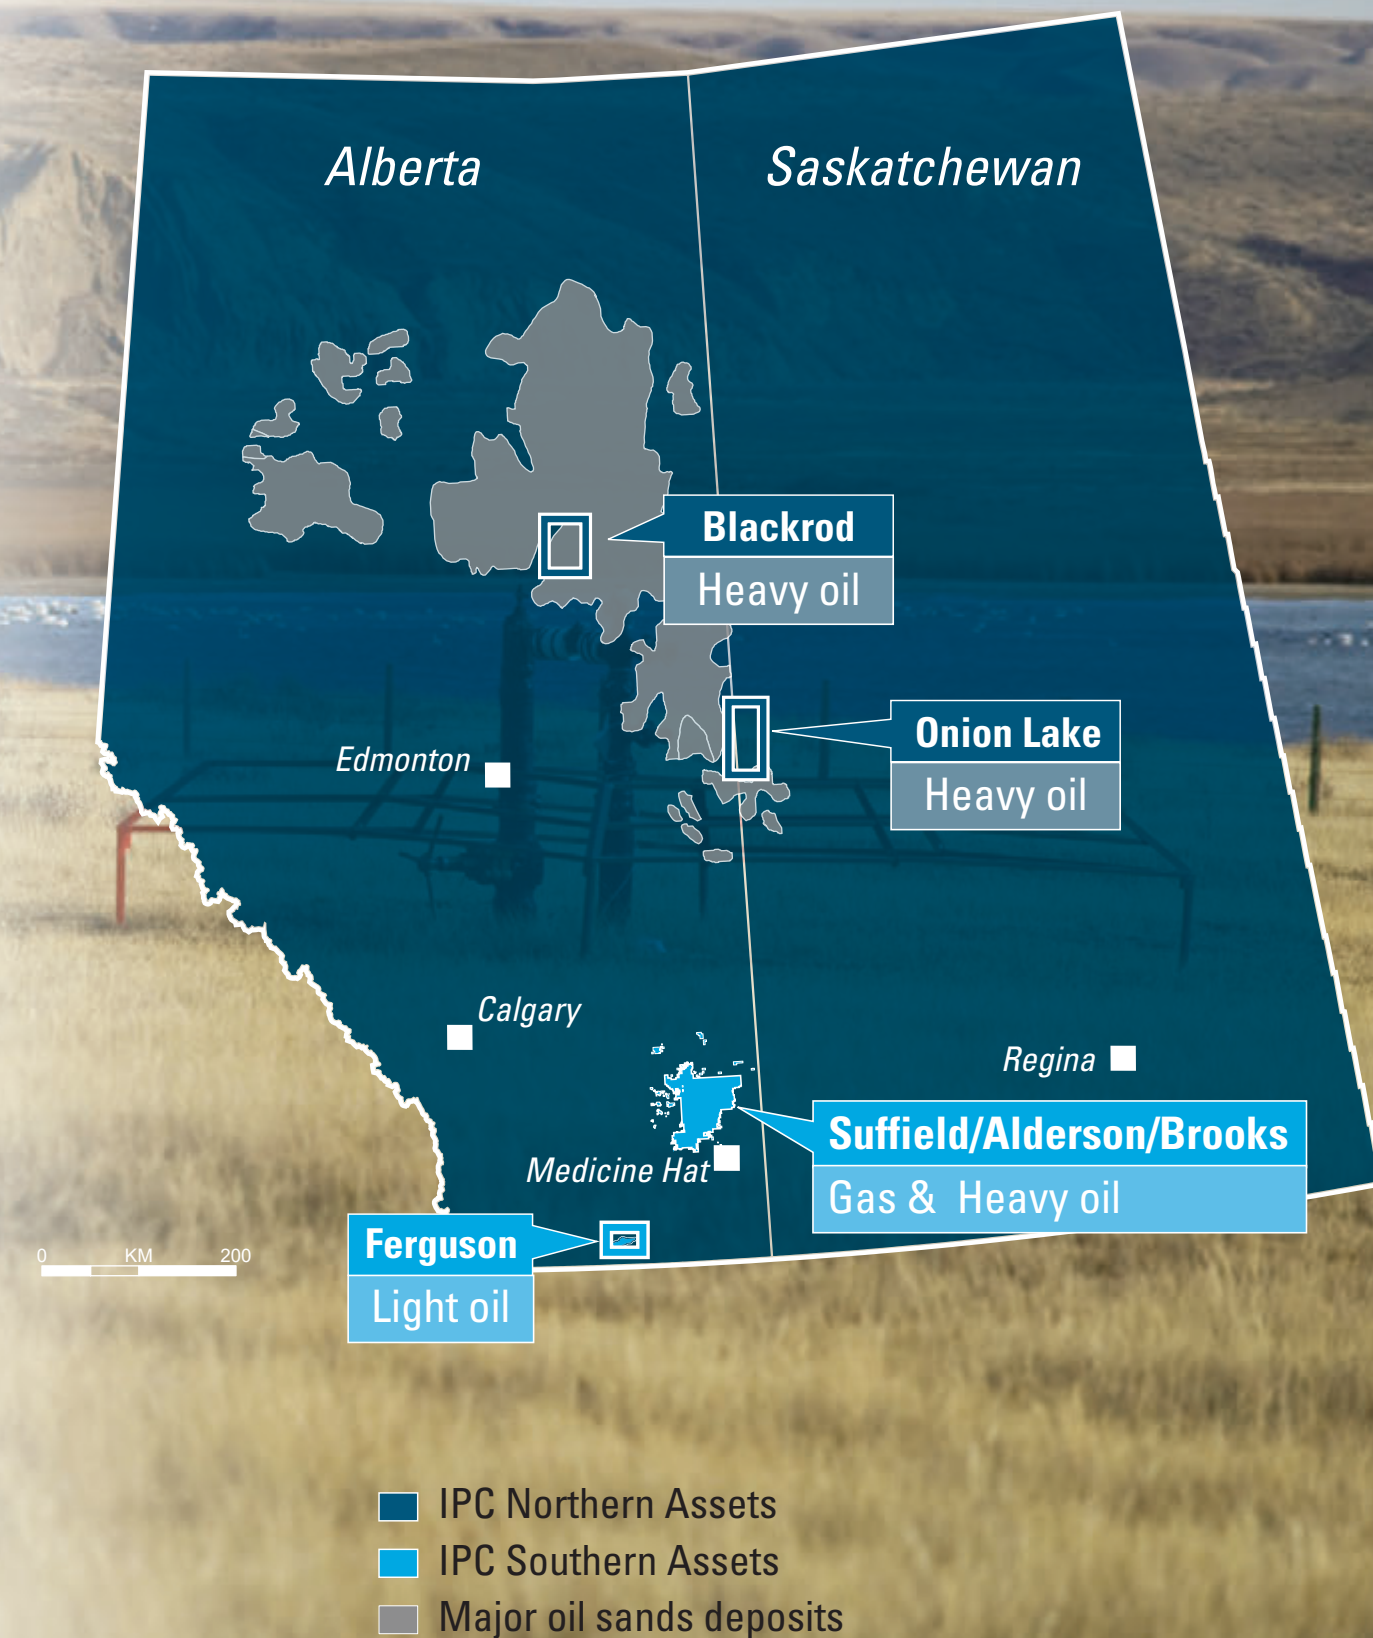 Alberta
Saskatchewan
Blackrod
Heavy oil
Onion Lake
Heavy oil
Edmonton
Calgary
Regina
Suffield/Alderson/Brooks
Gas & Heavy oil
Medicine Hat
Ferguson
Light oil
0 KM 200
IPC Northern Assets
IPC Southern Assets
Major oil sands deposits